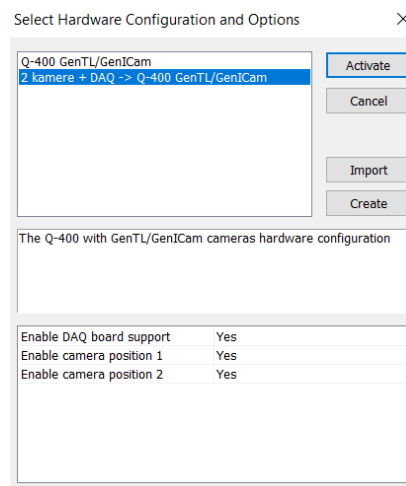 Select Hardware Configuration and Options
Q-400 GenTL/GenICam
2 kamere + DAQ -> Q-400 GenTL/GenICam
Activate
Cancel
Import
Create
The Q-400 with GenTL/GenICam cameras hardware configuration
Enable DAQ board support Yes
Enable camera position 1 Yes
Enable camera position 2 Yes